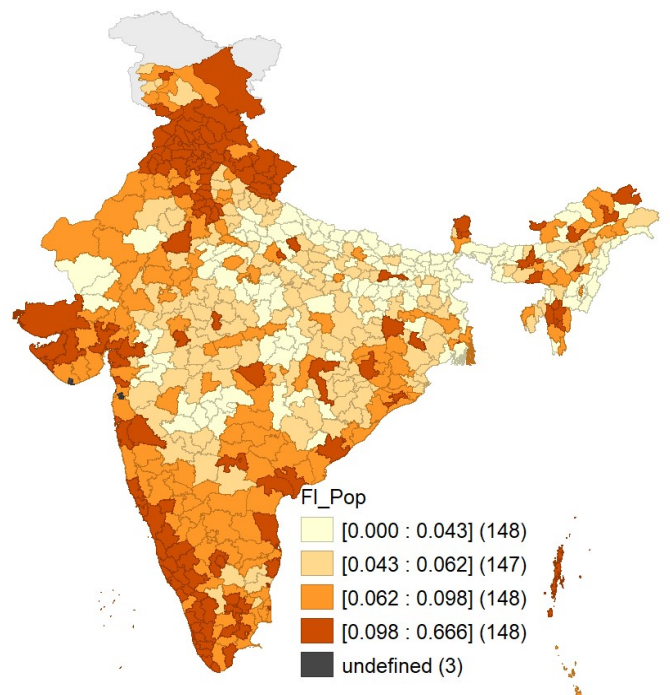 FI_Pop
[0.000 : 0.043] (148)
[0.043 : 0.062] (147)
[0.062 : 0.098] (148)
[0.098 : 0.666] (148)
undefined (3)